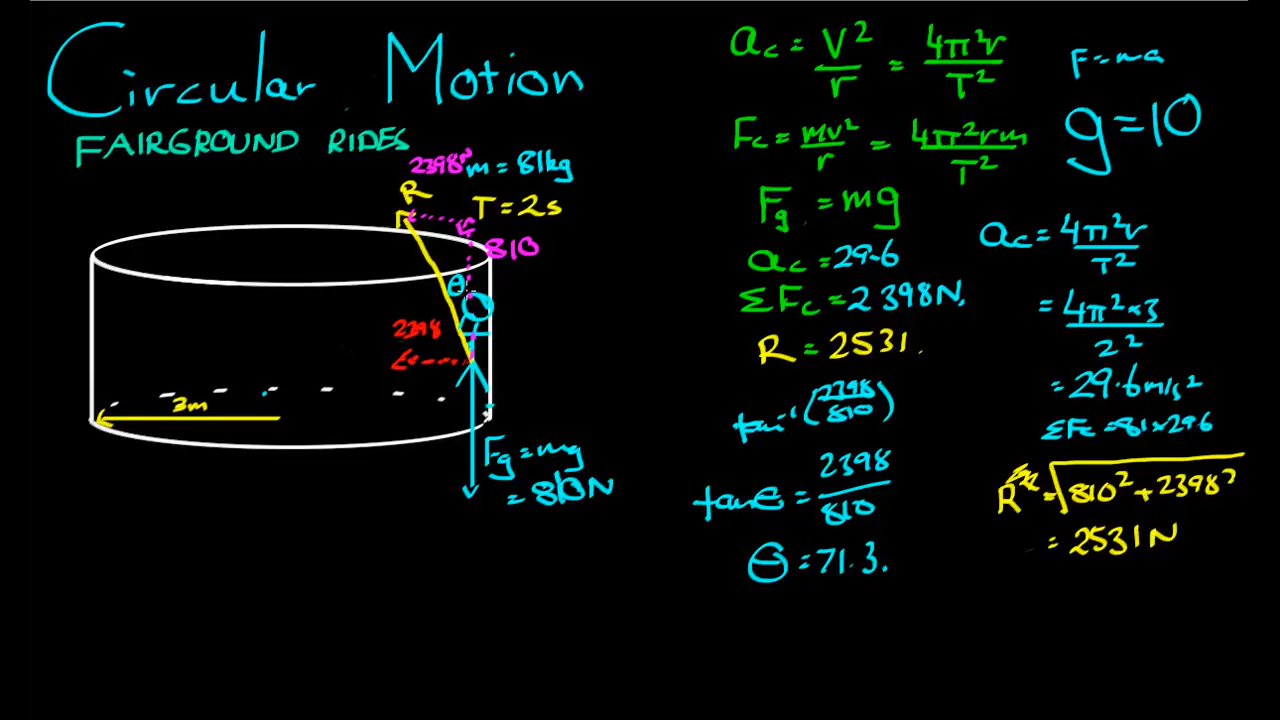 Circular Motion
FAIRGROUND RIDES
2398N
m = 81kg
R
T = 2s
810
θ
2398
3m
Fg = mg
= 810N
ac = V²/r = 4π²r/T²
Fc = mv²/r = 4π²rm/T²
Fg = mg
ac = 29.6
ΣFc = 2398N.
R = 2531.
tan⁻¹(2398/810)
tanθ = 2398/810
θ = 71.3.
F = ma
g = 10
ac = 4π²r/T²
= 4π²×3/2²
= 29.6m/s²
ΣFc = 81×29.6
R = √810² + 2398²
= 2531N